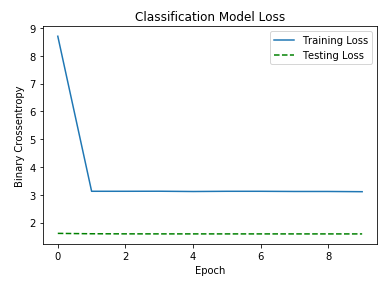 Classification Model Loss
9
8
7
6
5
4
3
2
Binary Crossentropy
Training Loss
Testing Loss
0 2 4 6 8
Epoch